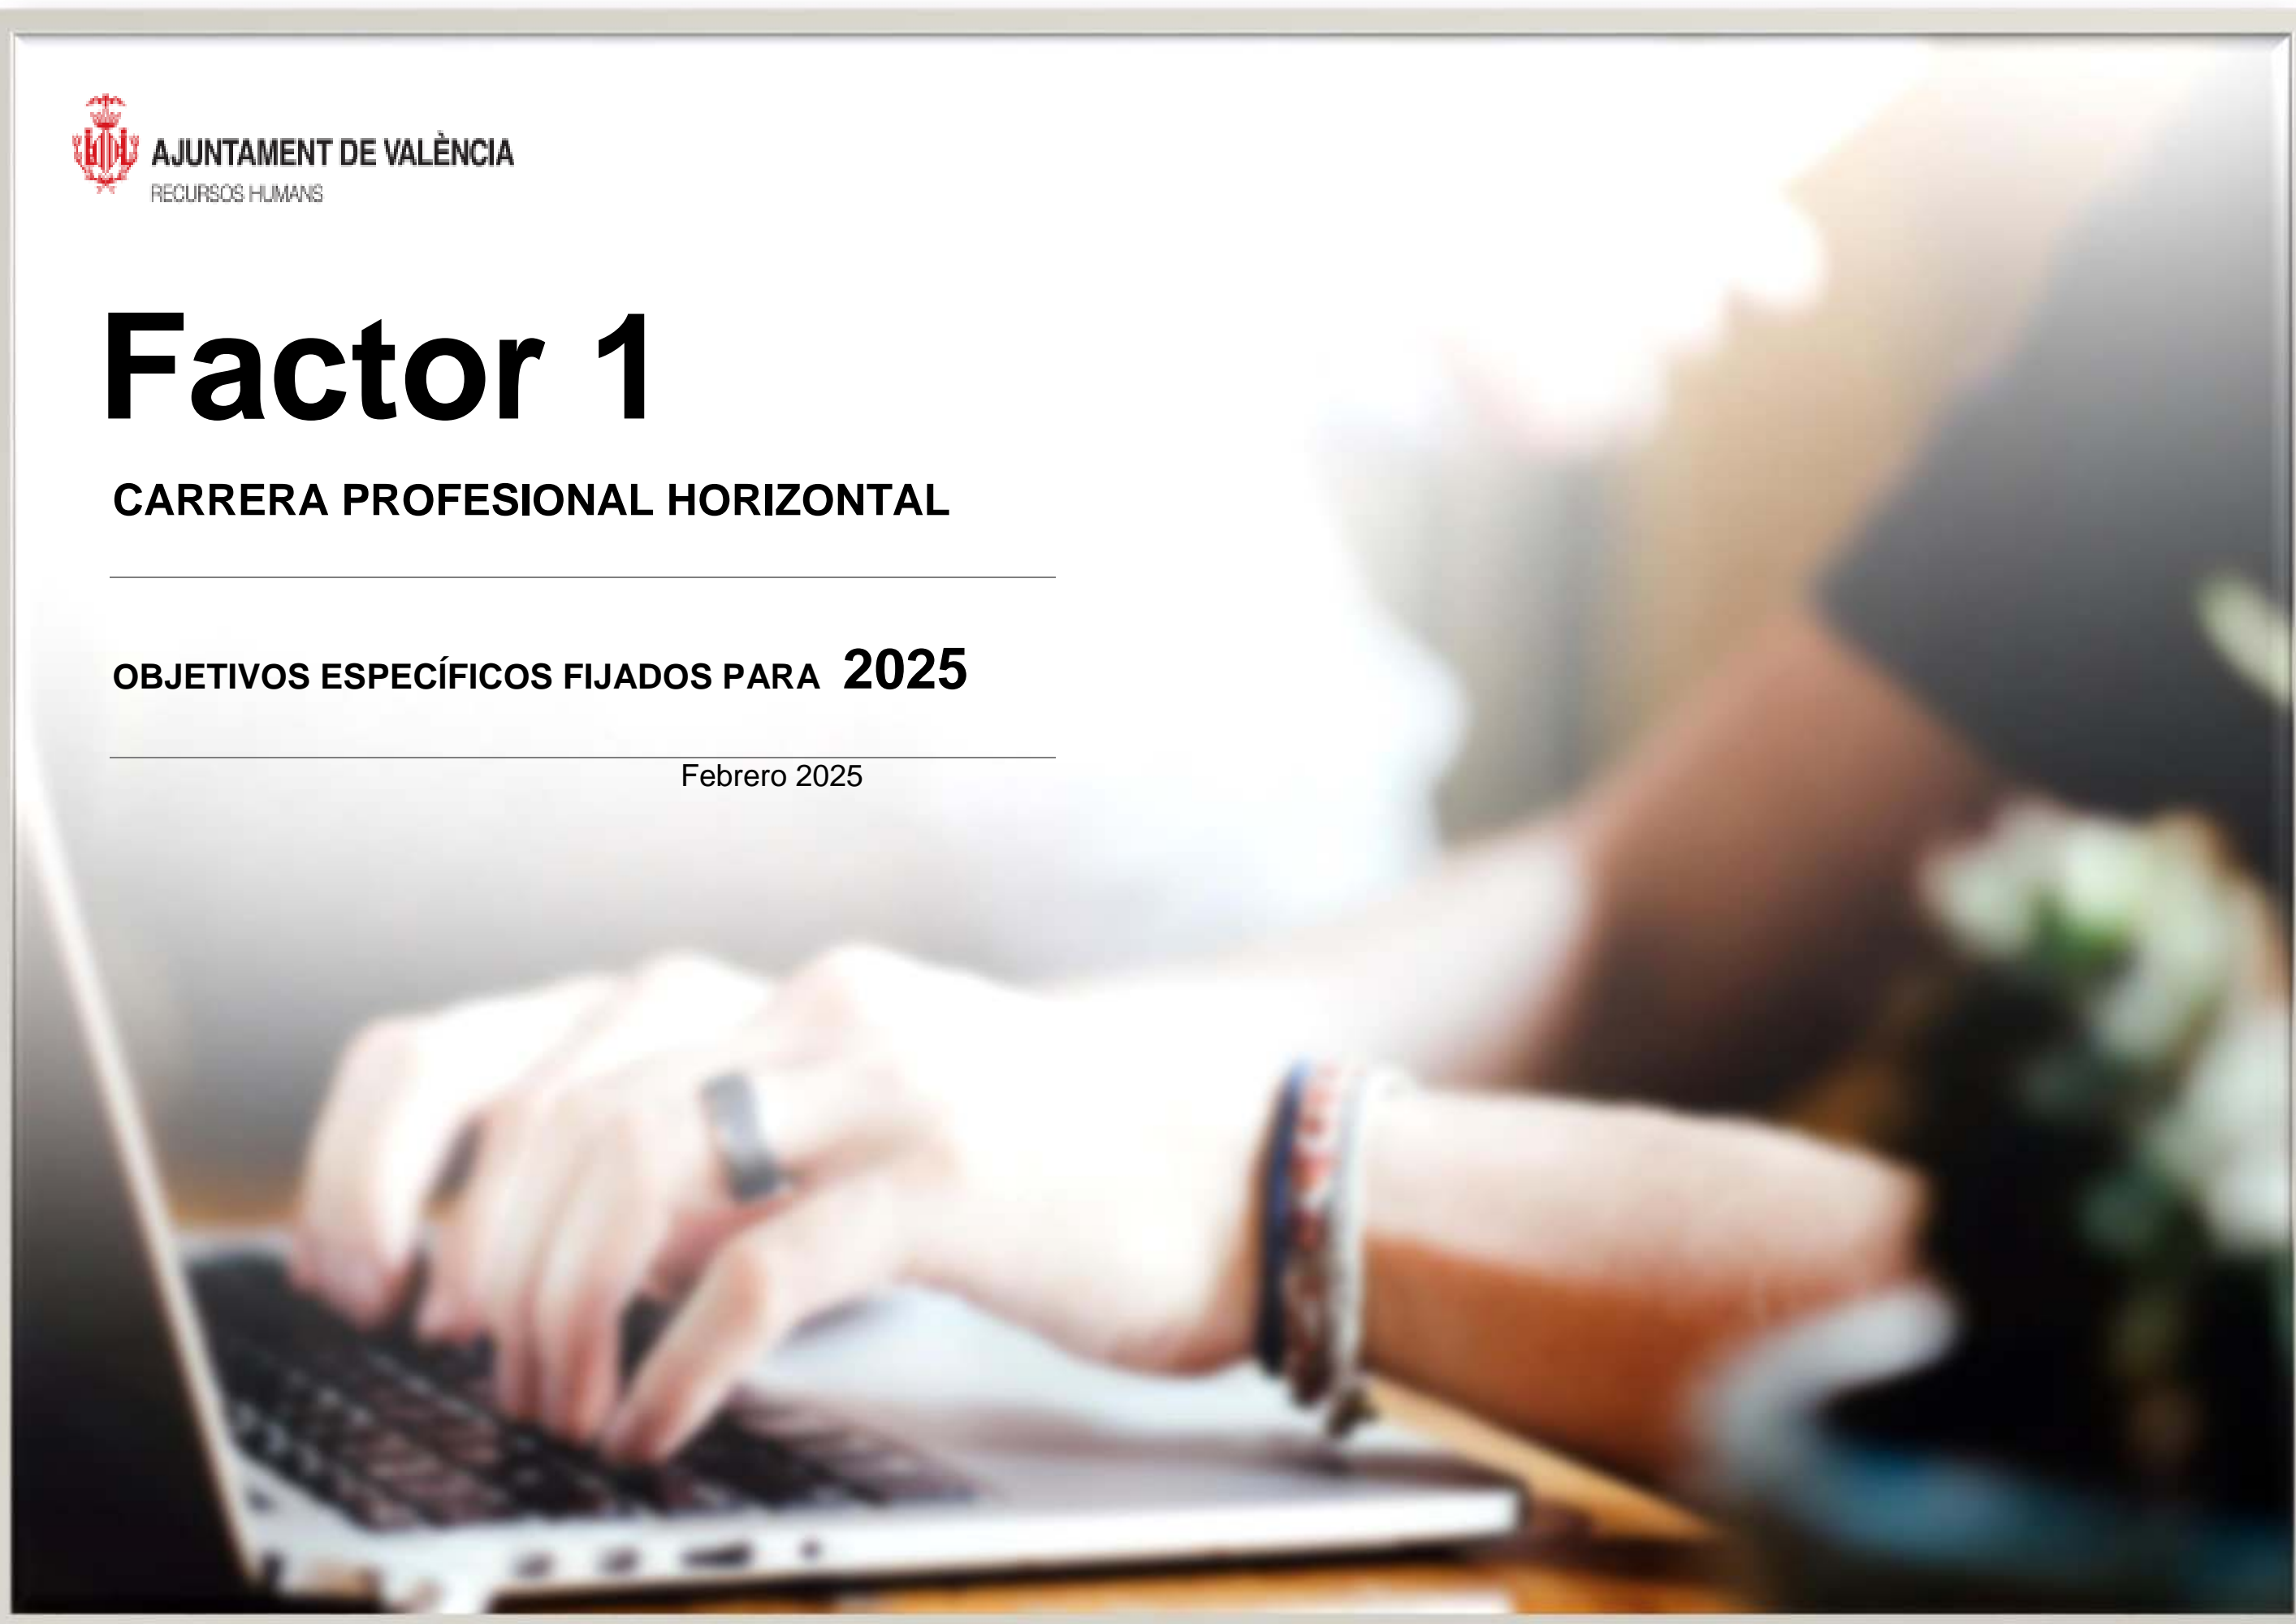 AJUNTAMENT DE VALÈNCIA
RECURSOS HUMANS
Factor 1
CARRERA PROFESIONAL HORIZONTAL
OBJETIVOS ESPECÍFICOS FIJADOS PARA 2025
Febrero 2025